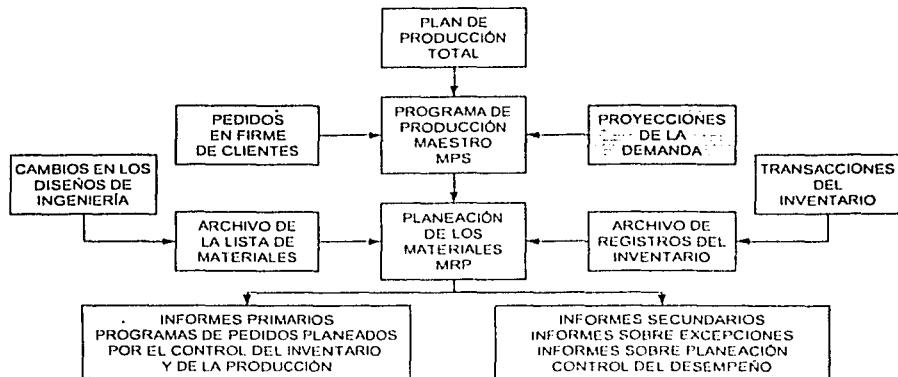 PLAN DE
PRODUCCIÓN
TOTAL
PEDIDOS
EN FIRME
DE CLIENTES
PROGRAMA DE
PRODUCCIÓN
MAESTRO
MPS
PROYECCIONES
DE LA
DEMANDA
CAMBIOS EN LOS
DISEÑOS DE
INGENIERÍA
TRANSACCIONES
DEL
INVENTARIO
ARCHIVO DE
LA LISTA DE
MATERIALES
PLANEACIÓN
DE LOS
MATERIALES
MRP
ARCHIVO DE
REGISTROS DEL
INVENTARIO
INFORMES PRIMARIOS
PROGRAMAS DE PEDIDOS PLANEADOS
POR EL CONTROL DEL INVENTARIO
Y DE LA PRODUCCIÓN
INFORMES SECUNDARIOS
INFORMES SOBRE EXCEPCIONES
INFORMES SOBRE PLANEACIÓN
CONTROL DEL DESEMPEÑO